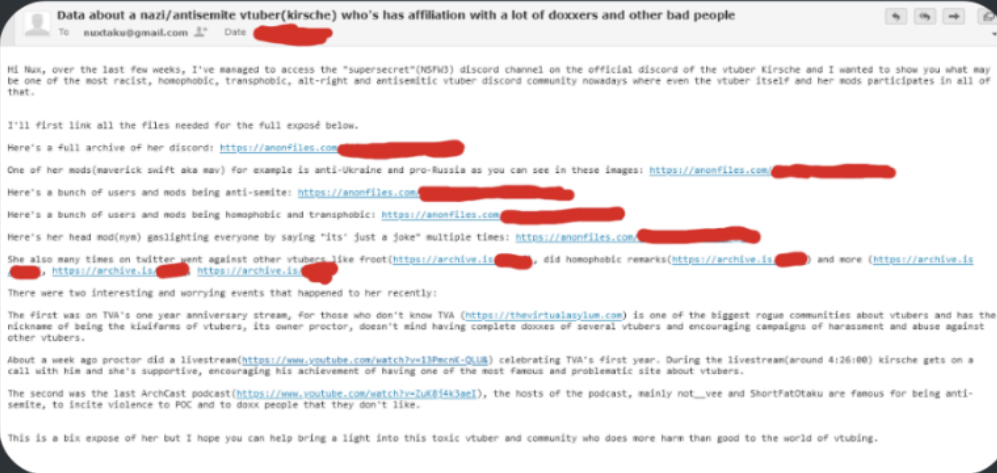 Data about a nazi/antisemite vtuber(kirsche) who's has affiliation with a lot of doxxers and other bad people
To nuxtaku@gmail.com Date
Hi Nux, over the last few weeks, I've managed to access the "supersecret"(NSFW3) discord channel on the official discord of the vtuber Kirsche and I wanted to show you what may
be one of the most racist, homophobic, transphobic, alt-right and antisemitic vtuber discord community nowadays where even the vtuber itself and her mods participates in all of
that.
I'll first link all the files needed for the full exposé below.
Here's a full archive of her discord: https://anonfiles.com
One of her mods(maverick swift aka mav) for example is anti-Ukraine and pro-Russia as you can see in these images: https://anonfiles.com/
Here's a bunch of users and mods being anti-semite: https://anonfiles.com/
Here's a bunch of users and mods being homophobic and transphobic: https://anonfiles.com
Here's her head mod(nym) gaslighting everyone by saying "its' just a joke" multiple times: https://anonfiles.com/
She also many times on twitter went against other vtubers like froot(https://archive.is , did homophobic remarks(https://archive.is ) and more (https://archive.is
, https://archive.is https://archive.is
There were two interesting and worrying events that happened to her recently:
The first was on TVA's one year anniversary stream, for those who don't know TVA (https://thevirtualasylum.com) is one of the biggest rogue communities about vtubers and has the
nickname of being the kiwifarms of vtubers, its owner proctor, doesn't mind having complete doxxes of several vtubers and encouraging campaigns of harassment and abuse against
other vtubers.
About a week ago proctor did a livestream(https://www.youtube.com/watch?v= celebrating TVA's first year. During the livestream(around 4:26:00) kirsche gets on a
call with him and she's supportive, encouraging his achievement of having one of the most famous and problematic site about vtubers.
The second was the last ArchCast podcast(https://www.youtube.com/watch?v= the hosts of the podcast, mainly not__vee and ShortFatOtaku are famous for being anti-
semite, to incite violence to POC and to doxx people that they don't like.
This is a bix expose of her but I hope you can help bring a light into this toxic vtuber and community who does more harm than good to the world of vtubing.